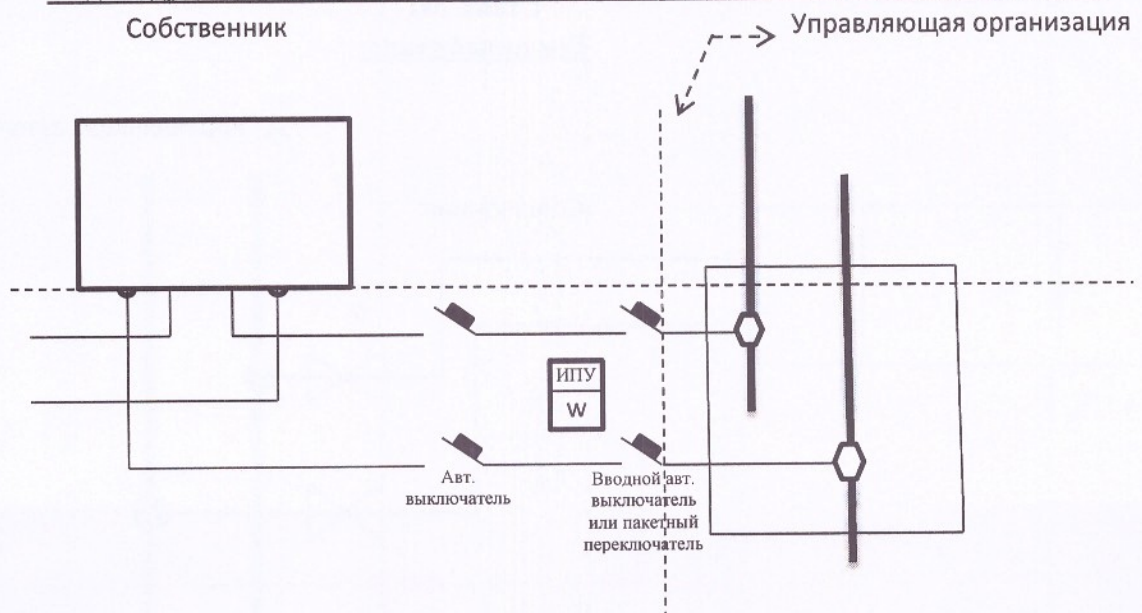 Собственник
Управляющая организация
ИПУ
W
Авт.
выключатель
Вводной авт.
выключатель
или пакетный
переключатель